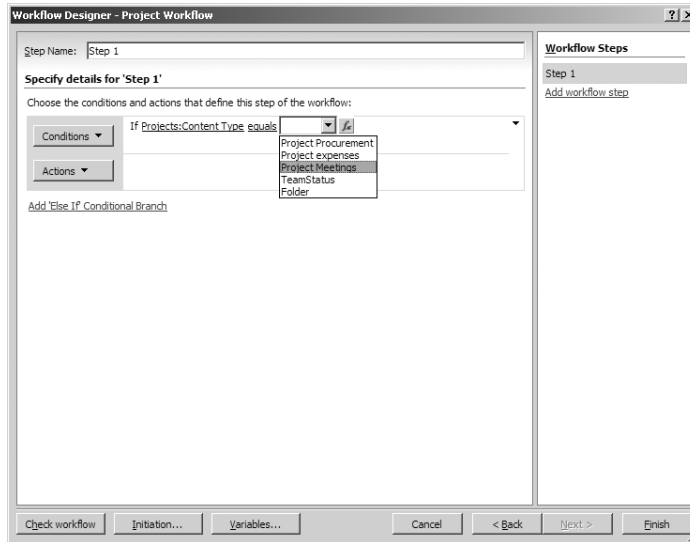 Workflow Designer - Project Workflow
Step Name: Step 1
Specify details for 'Step 1'
Choose the conditions and actions that define this step of the workflow:
Conditions
If Projects:Content Type equals
Project Procurement
Project expenses
Project Meetings
TeamStatus
Folder
Actions
Add 'Else If' Conditional Branch
Workflow Steps
Step 1
Add workflow step
Check workflow
Initiation...
Variables...
Cancel
< Back
Next >
Finish